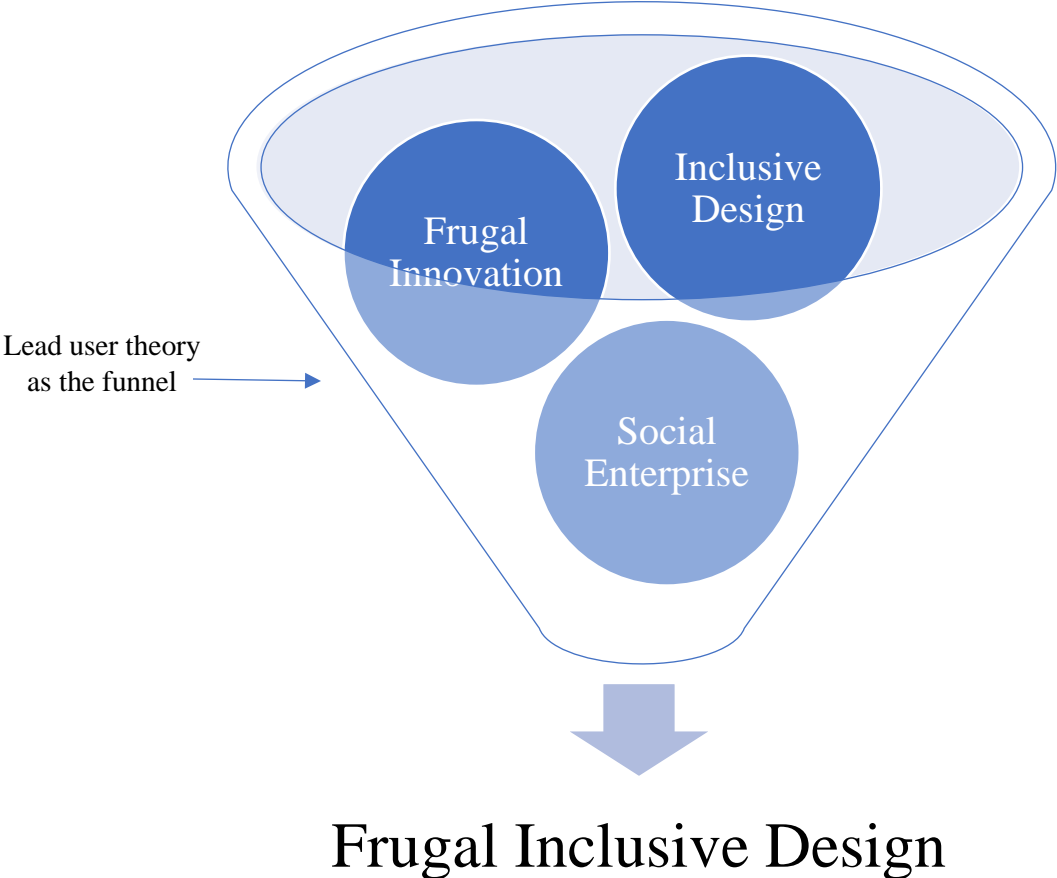 Inclusive
Design
Frugal
Innovation
Lead user theory
as the funnel
Social
Enterprise
Frugal Inclusive Design